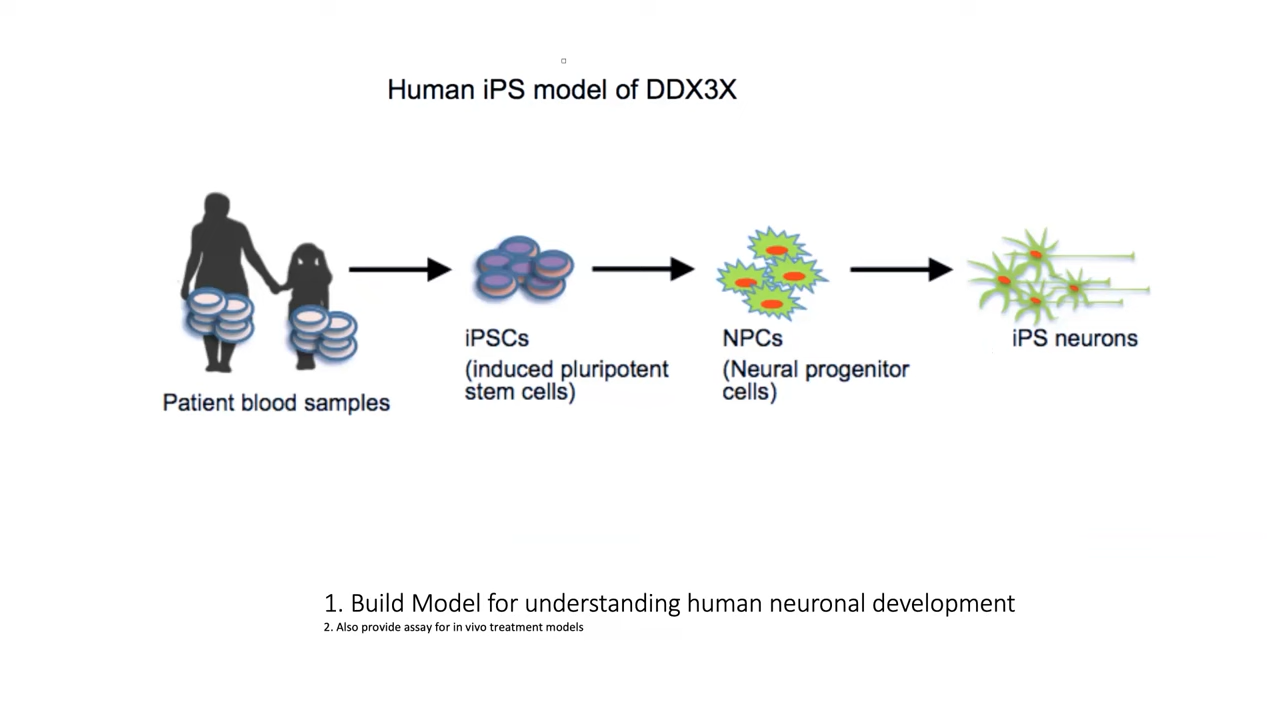 Human iPS model of DDX3X
Patient blood samples
iPSCs
(induced pluripotent
stem cells)
NPCs
(Neural progenitor
cells)
iPS neurons
1. Build Model for understanding human neuronal development
2. Also provide assay for in vivo treatment models